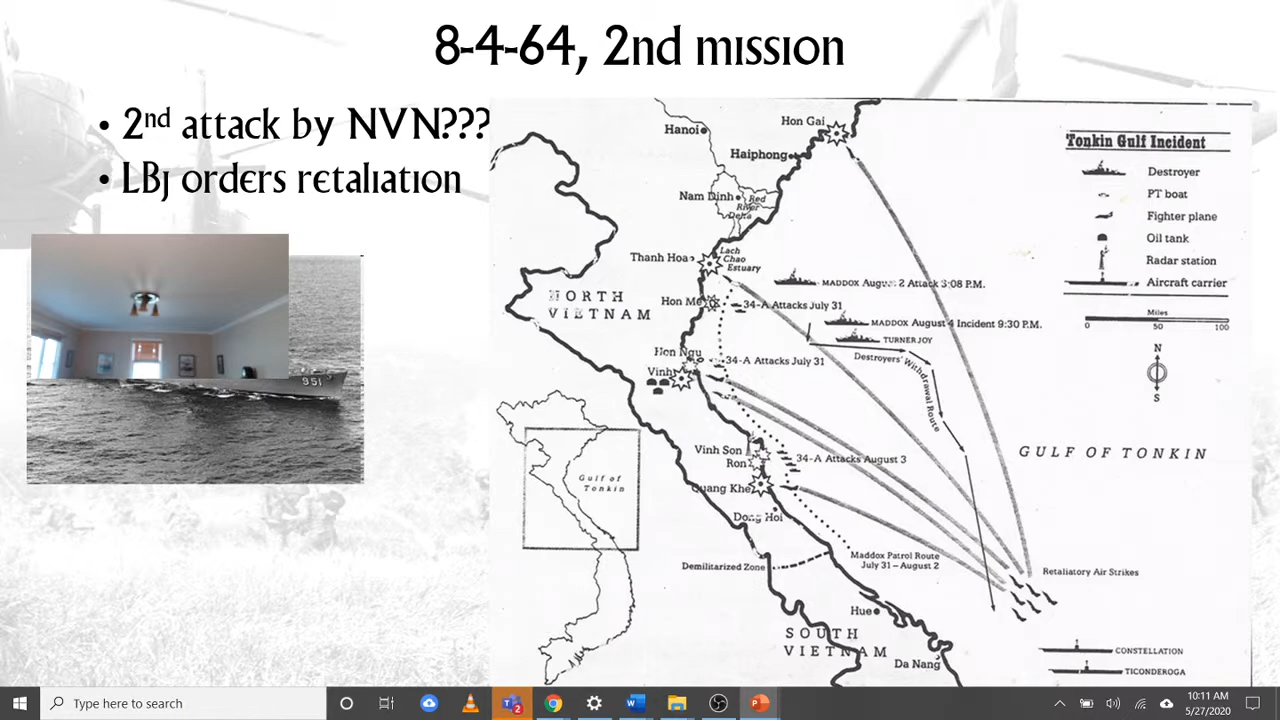 8-4-64, 2nd mission
• 2nd attack by NVN???
• LBJ orders retaliation
951
Hanoi
Hon Gai
Haiphong
Nam Dinh
Red
River
Delta
Thanh Hoa
Lach
Chao
Estuary
NORTH
VIETNAM
Hon Me
MADDOX August 2 Attack 3:08 P.M.
34-A Attacks July 31
MADDOX August 4 Incident 9:30 P.M.
TURNER JOY
Destroyers' Withdrawal Route
Hon Ngu
34-A Attacks July 31
Vinh
Vinh Son
Ron
34-A Attacks August 3
Quang Khe
Dong Hoi
Demilitarized Zone
Maddox Patrol Route
July 31 – August 2
Hue
SOUTH
VIETNAM
Da Nang
Gulf of
Tonkin
Tonkin Gulf Incident
Destroyer
PT boat
Fighter plane
Oil tank
Radar station
Aircraft carrier
Miles
0 50 100
N
S
GULF OF TONKIN
Retaliatory Air Strikes
CONSTELLATION
TICONDEROGA
Type here to search
2
10:11 AM
5/27/2020